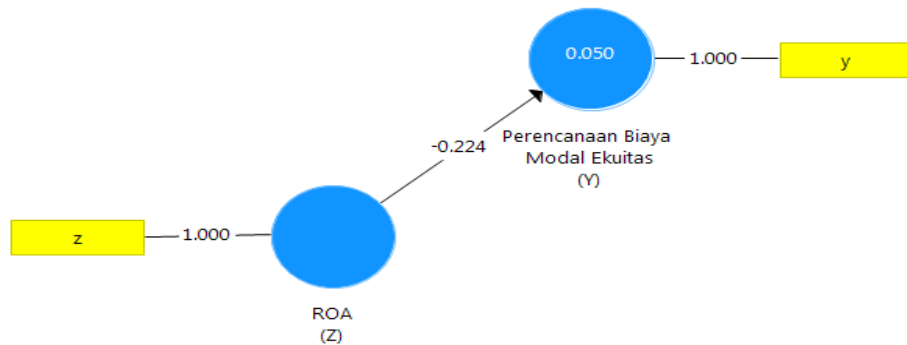 0.050
1.000
y
-0.224
Perencanaan Biaya
Modal Ekuitas
(Y)
z
1.000
ROA
(Z)